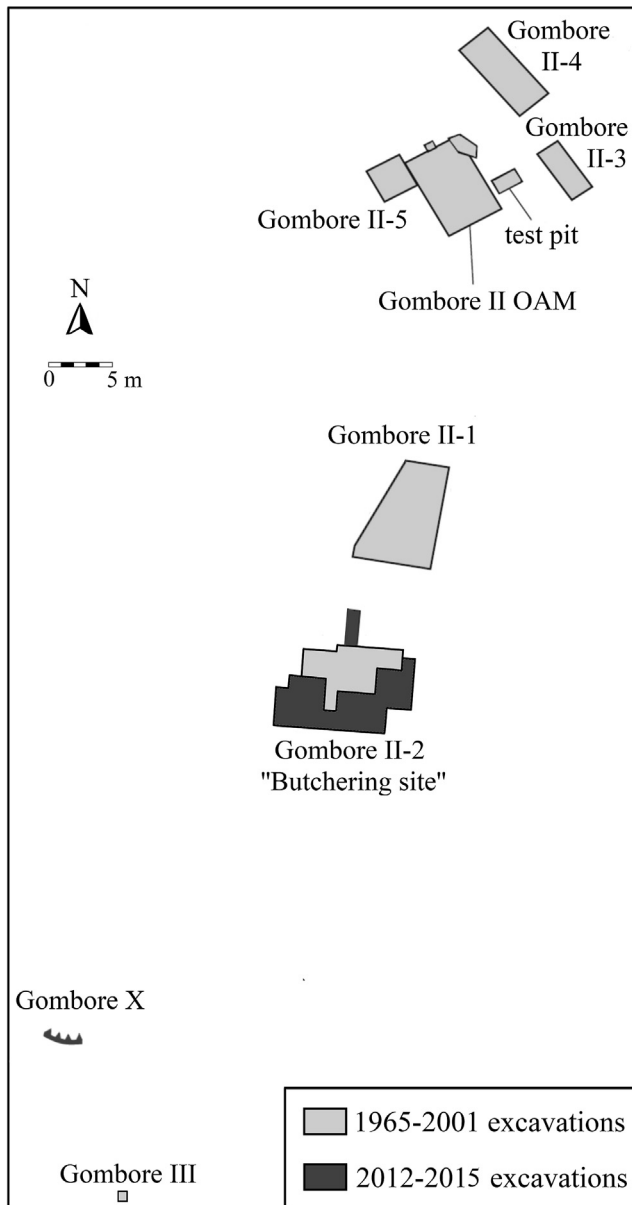 Gombore
II-4
Gombore
II-3
Gombore II-5
test pit
Gombore II OAM
N
0 5 m
Gombore II-1
Gombore II-2
"Butchering site"
Gombore X
Gombore III
1965-2001 excavations
2012-2015 excavations